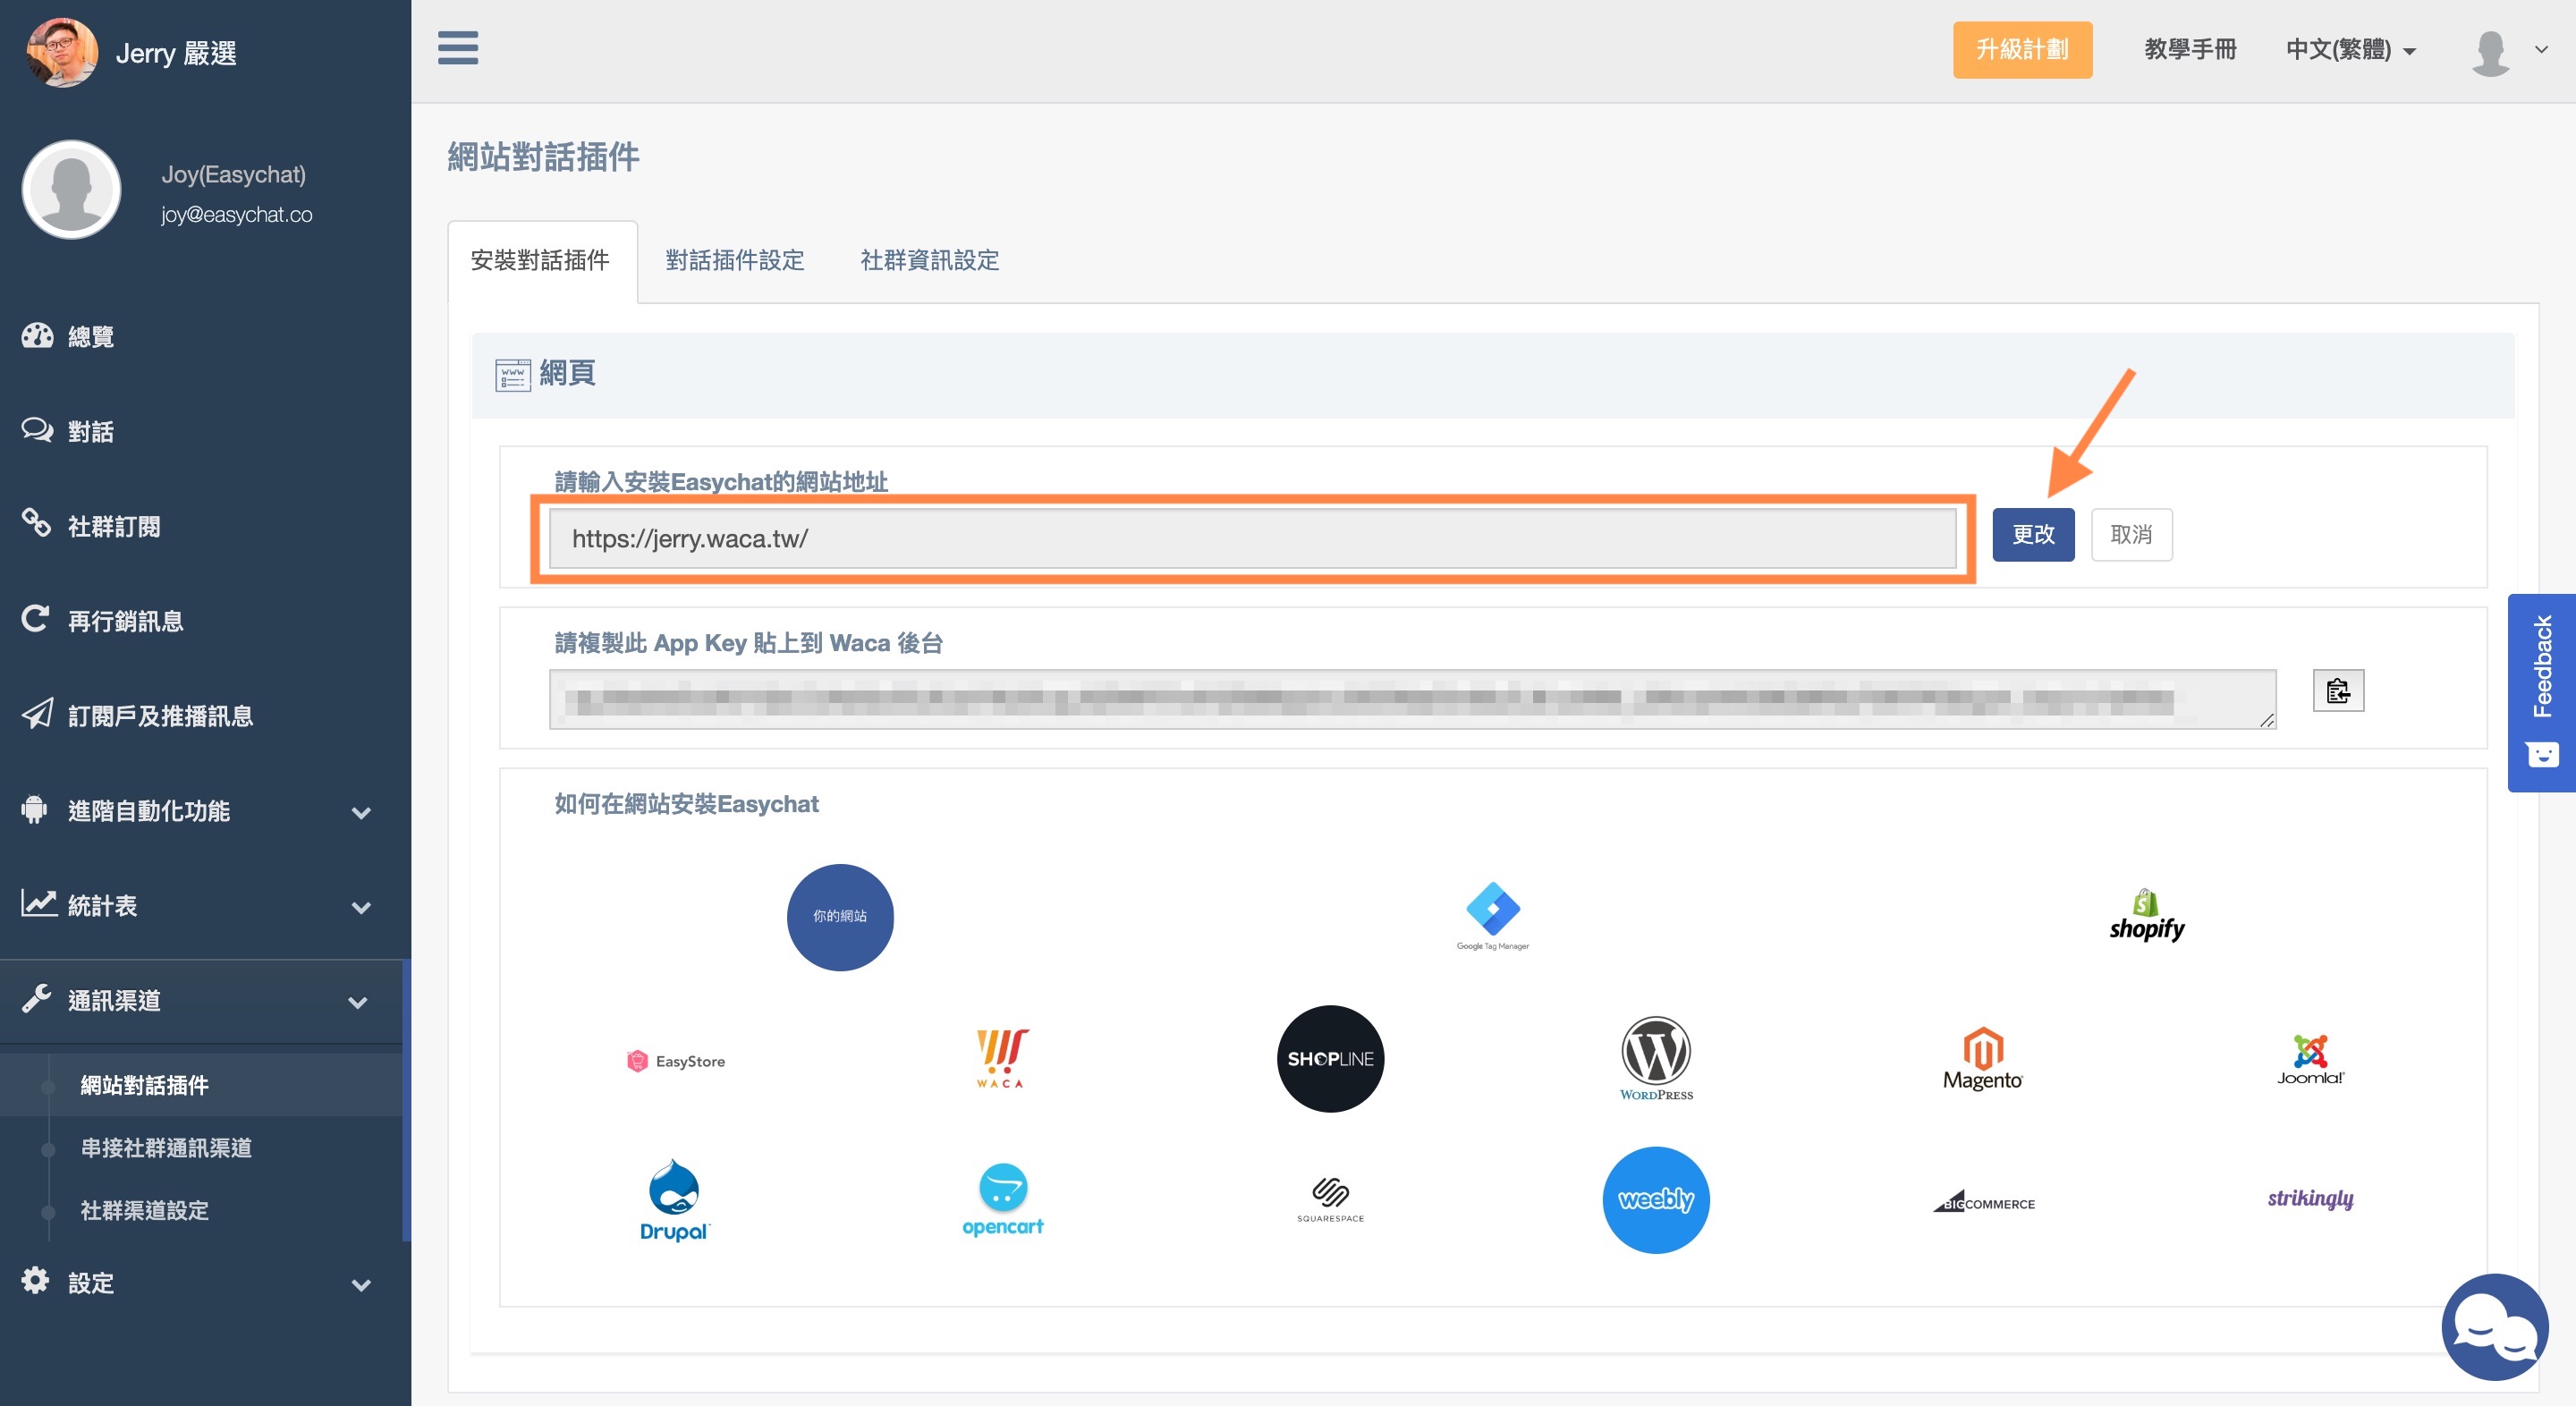 Jerry 嚴選
Joy(Easychat)
joy@easychat.co
總覽
對話
社群訂閱
再行銷訊息
訂閱戶及推播訊息
進階自動化功能
統計表
通訊渠道
網站對話插件
串接社群通訊渠道
社群渠道設定
設定
升級計劃 教學手冊 中文(繁體)
網站對話插件
安裝對話插件 對話插件設定 社群資訊設定
www 網頁
請輸入安裝Easychat的網站地址
https://jerry.waca.tw/ 更改 取消
請複製此 App Key 貼上到 Waca 後台
如何在網站安裝Easychat
你的網站 Google Tag Manager shopify
EasyStore WACA SHOPLINE WORDPRESS Magento Joomla!
Drupal opencart SQUARESPACE weebly BIGCOMMERCE strikingly
Feedback